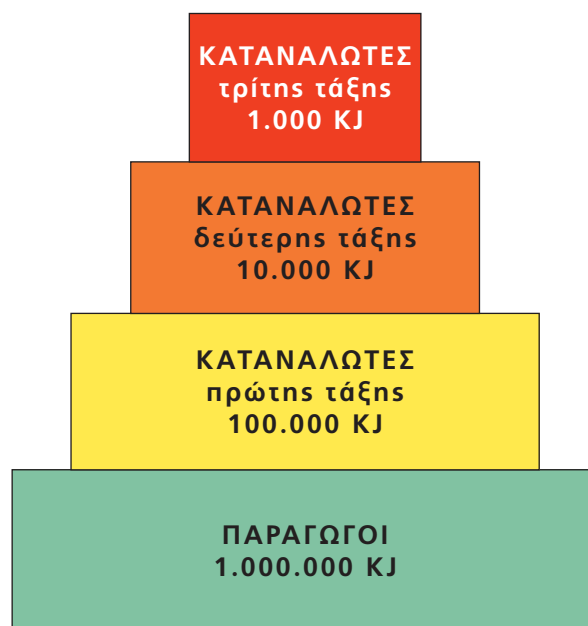 ΚΑΤΑΝΑΛΩΤΕΣ
τρίτης τάξης
1.000 KJ
ΚΑΤΑΝΑΛΩΤΕΣ
δεύτερης τάξης
10.000 KJ
ΚΑΤΑΝΑΛΩΤΕΣ
πρώτης τάξης
100.000 KJ
ΠΑΡΑΓΩΓΟΙ
1.000.000 KJ